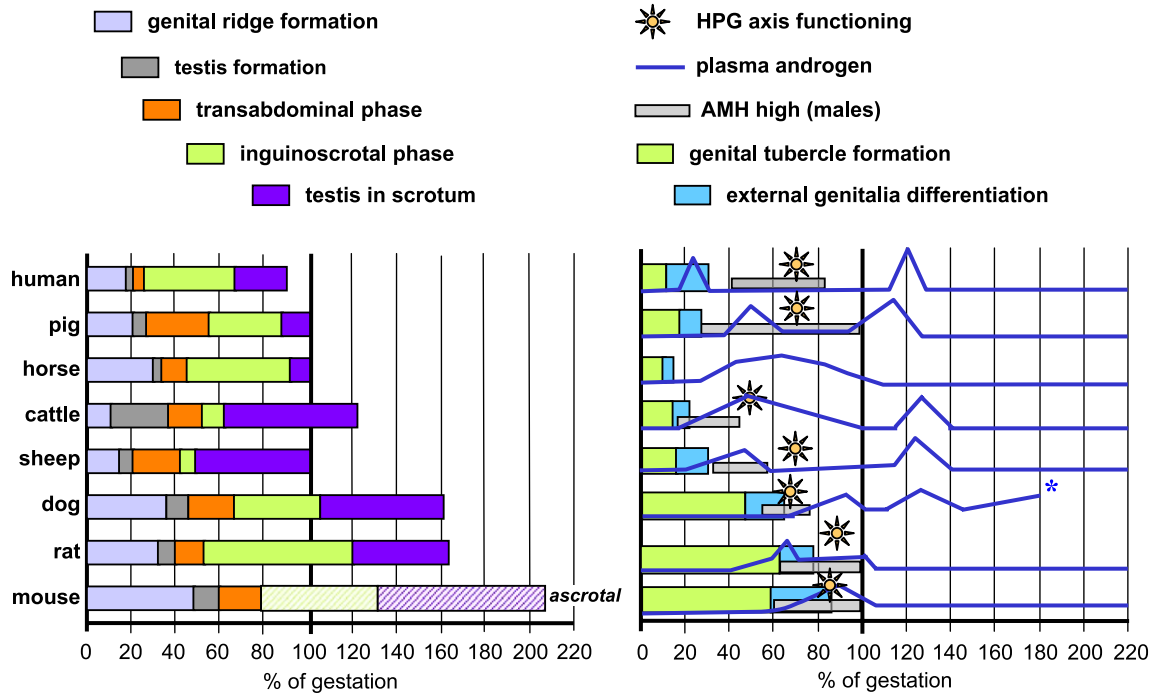 genital ridge formation
testis formation
transabdominal phase
inguinoscrotal phase
testis in scrotum
HPG axis functioning
plasma androgen
AMH high (males)
genital tubercle formation
external genitalia differentiation
human
pig
horse
cattle
sheep
dog
rat
mouse
ascrotal
*
0 20 40 60 80 100 120 140 160 180 200 220
% of gestation
0 20 40 60 80 100 120 140 160 180 200 220
% of gestation